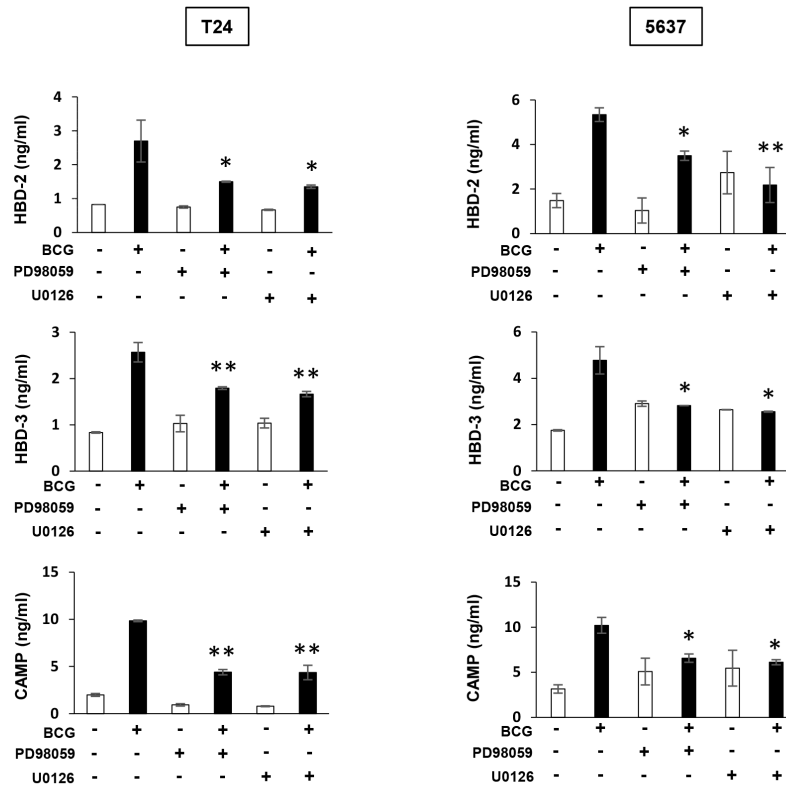 T24
5637
HBD-2 (ng/ml)
4
3
2
1
0
*
*
BCG - + - + - +
PD98059 - - + + - -
U0126 - - - - + +
HBD-2 (ng/ml)
6
4
2
0
*
**
BCG - + - + - +
PD98059 - - + + - -
U0126 - - - - + +
HBD-3 (ng/ml)
3
2
1
0
**
**
BCG - + - + - +
PD98059 - - + + - -
U0126 - - - - + +
HBD-3 (ng/ml)
6
4
2
0
*
*
BCG - + - + - +
PD98059 - - + + - -
U0126 - - - - + +
CAMP (ng/ml)
15
10
5
0
**
**
BCG - + - + - +
PD98059 - - + + - -
U0126 - - - - + +
CAMP (ng/ml)
15
10
5
0
*
*
BCG - + - + - +
PD98059 - - + + - -
U0126 - - - - + +